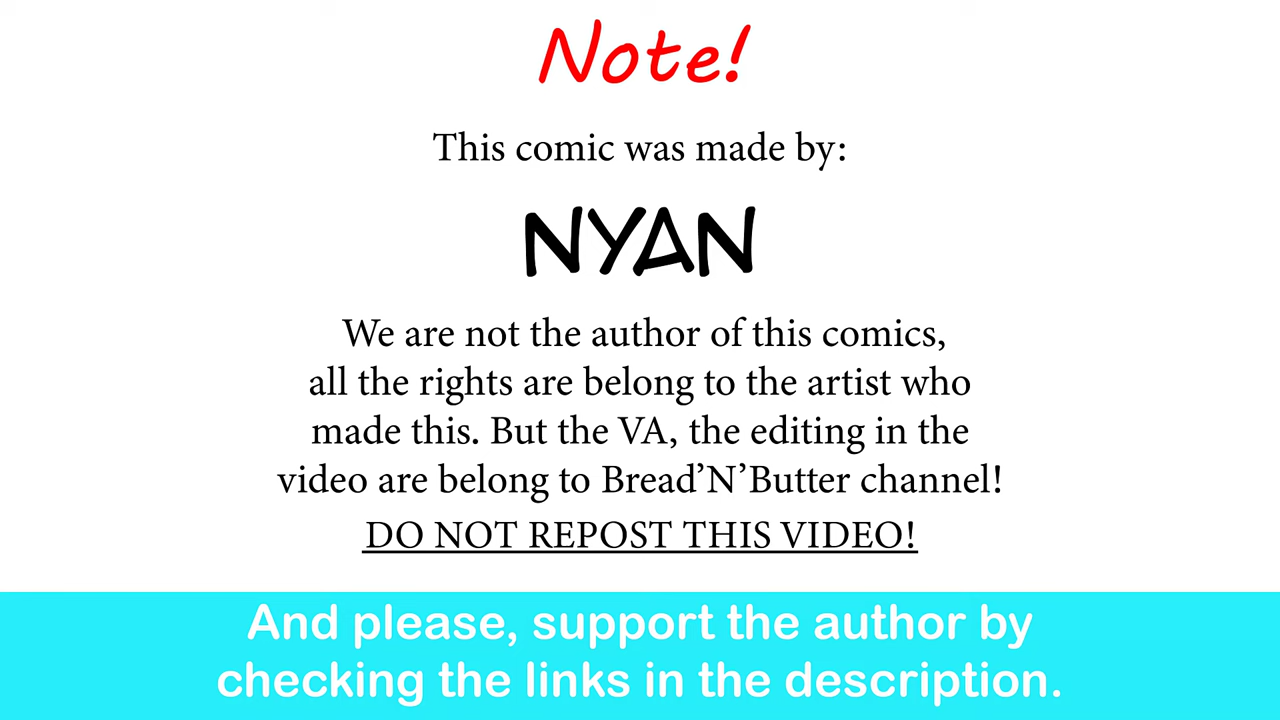 Note!
This comic was made by:
NYAN
We are not the author of this comics,
all the rights are belong to the artist who
made this. But the VA, the editing in the
video are belong to Bread’N’Butter channel!
DO NOT REPOST THIS VIDEO!
And please, support the author by
checking the links in the description.